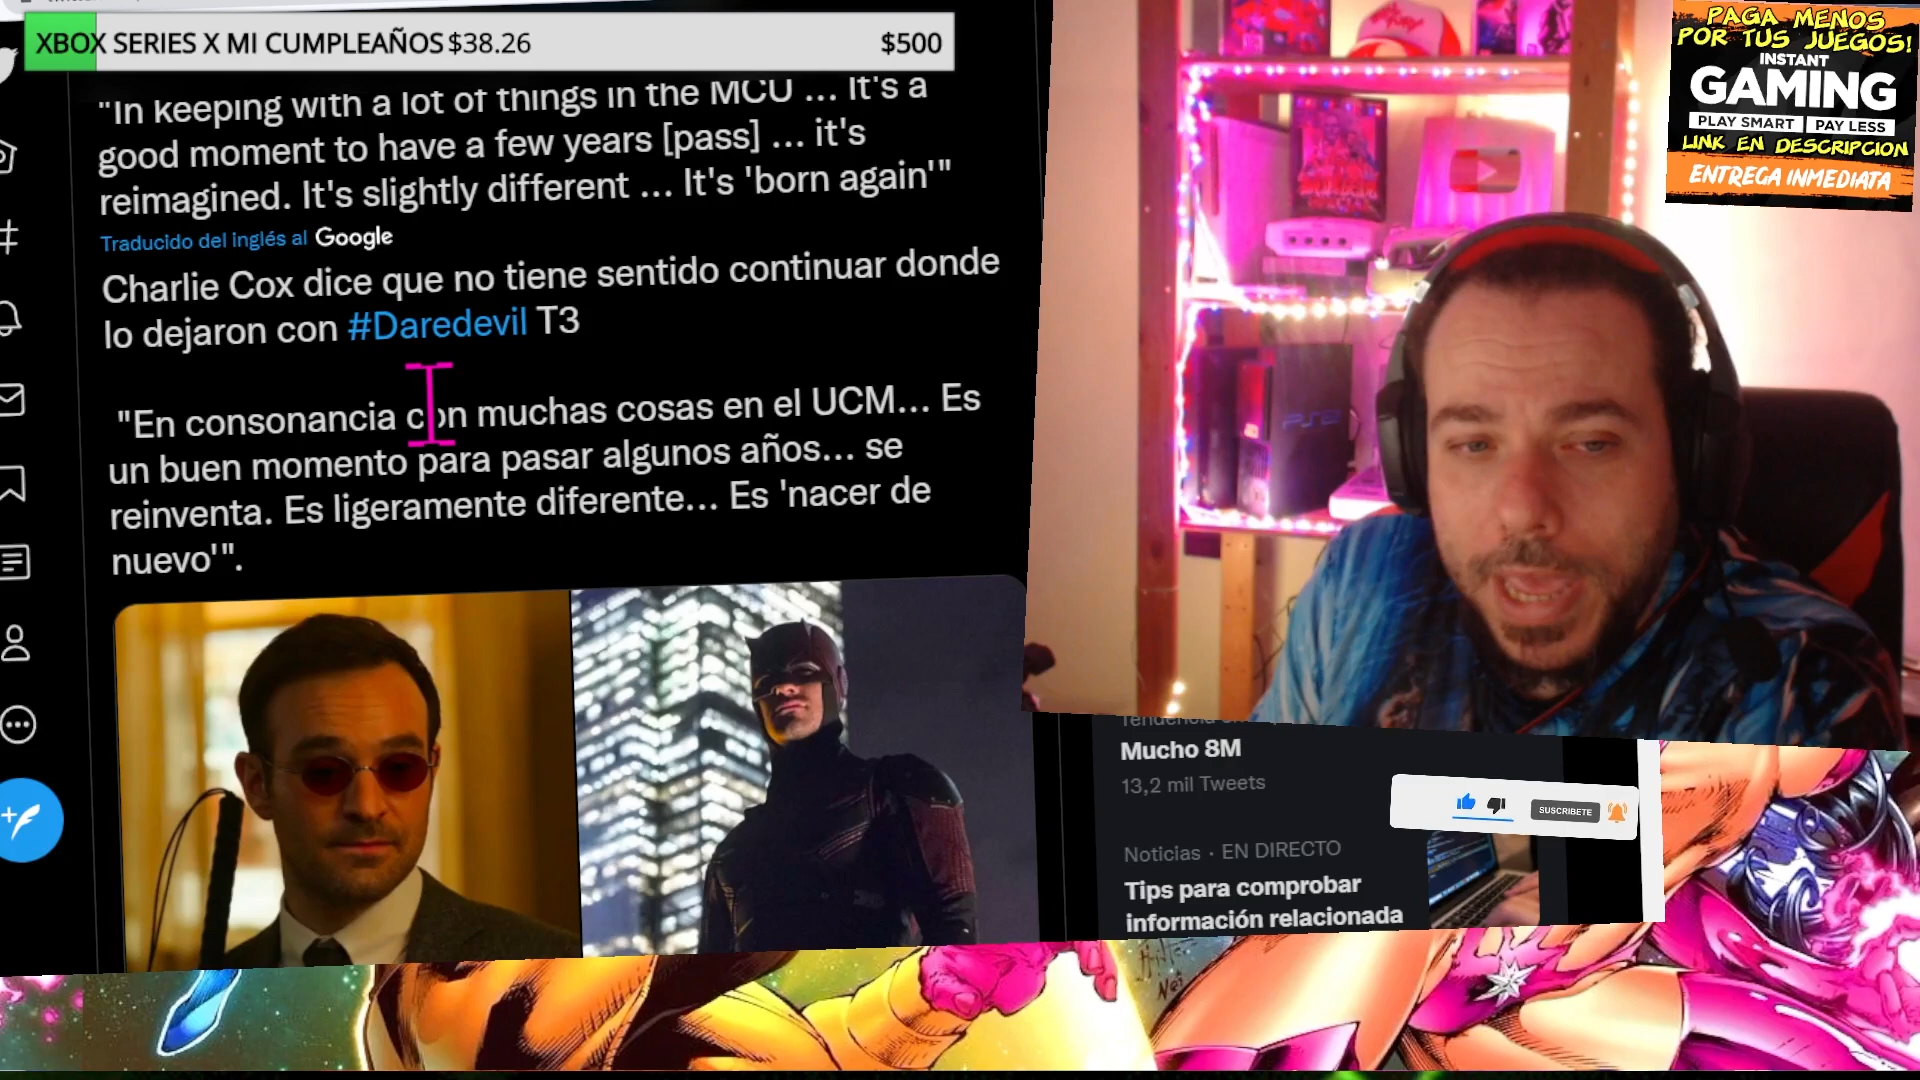 XBOX SERIES X MI CUMPLEAÑOS $38.26 $500
"In keeping with a lot of things in the MCU ... It's a
good moment to have a few years [pass] ... it's
reimagined. It's slightly different ... It's 'born again'"
Traducido del inglés al Google
Charlie Cox dice que no tiene sentido continuar donde
lo dejaron con #Daredevil T3
"En consonancia con muchas cosas en el UCM... Es
un buen momento para pasar algunos años... se
reinventa. Es ligeramente diferente... Es 'nacer de
nuevo'".
PAGA MENOS
POR TUS JUEGOS!
INSTANT
GAMING
PLAY SMART PAY LESS
LINK EN DESCRIPCION
ENTREGA INMEDIATA
PS2
Mucho 8M
13,2 mil Tweets
SUSCRIBETE
Noticias · EN DIRECTO
Tips para comprobar
información relacionada